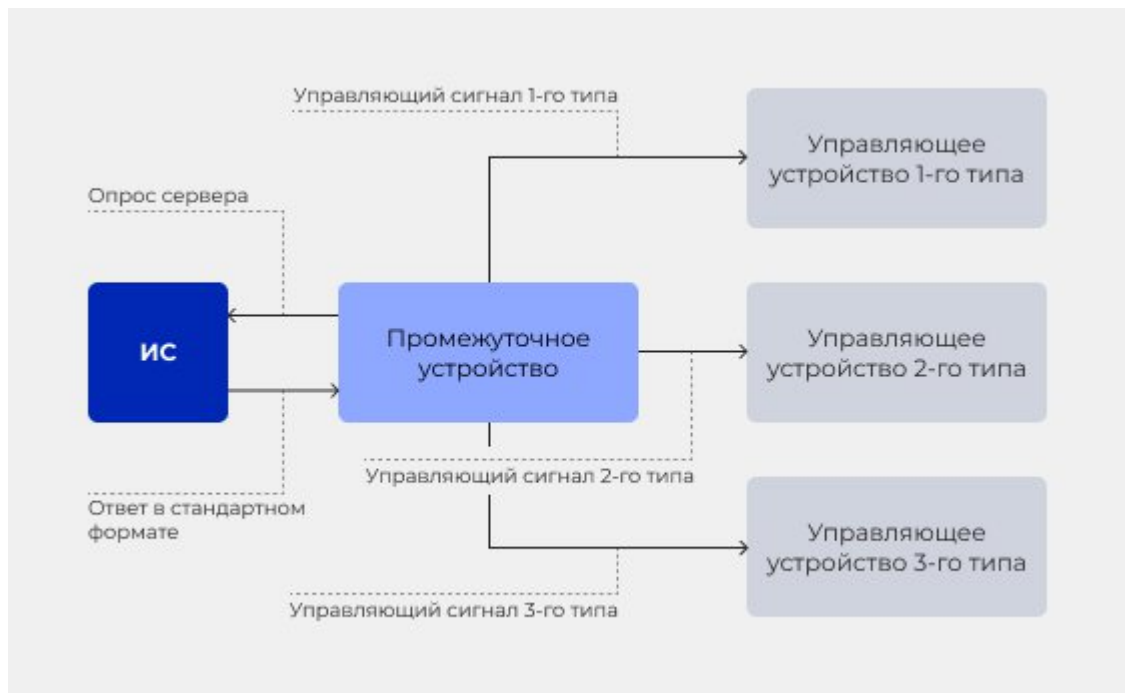 Управляющий сигнал 1-го типа
Управляющее
устройство 1-го типа
Опрос сервера
ИС
Промежуточное
устройство
Управляющее
устройство 2-го типа
Управляющий сигнал 2-го типа
Ответ в стандартном
формате
Управляющее
устройство 3-го типа
Управляющий сигнал 3-го типа